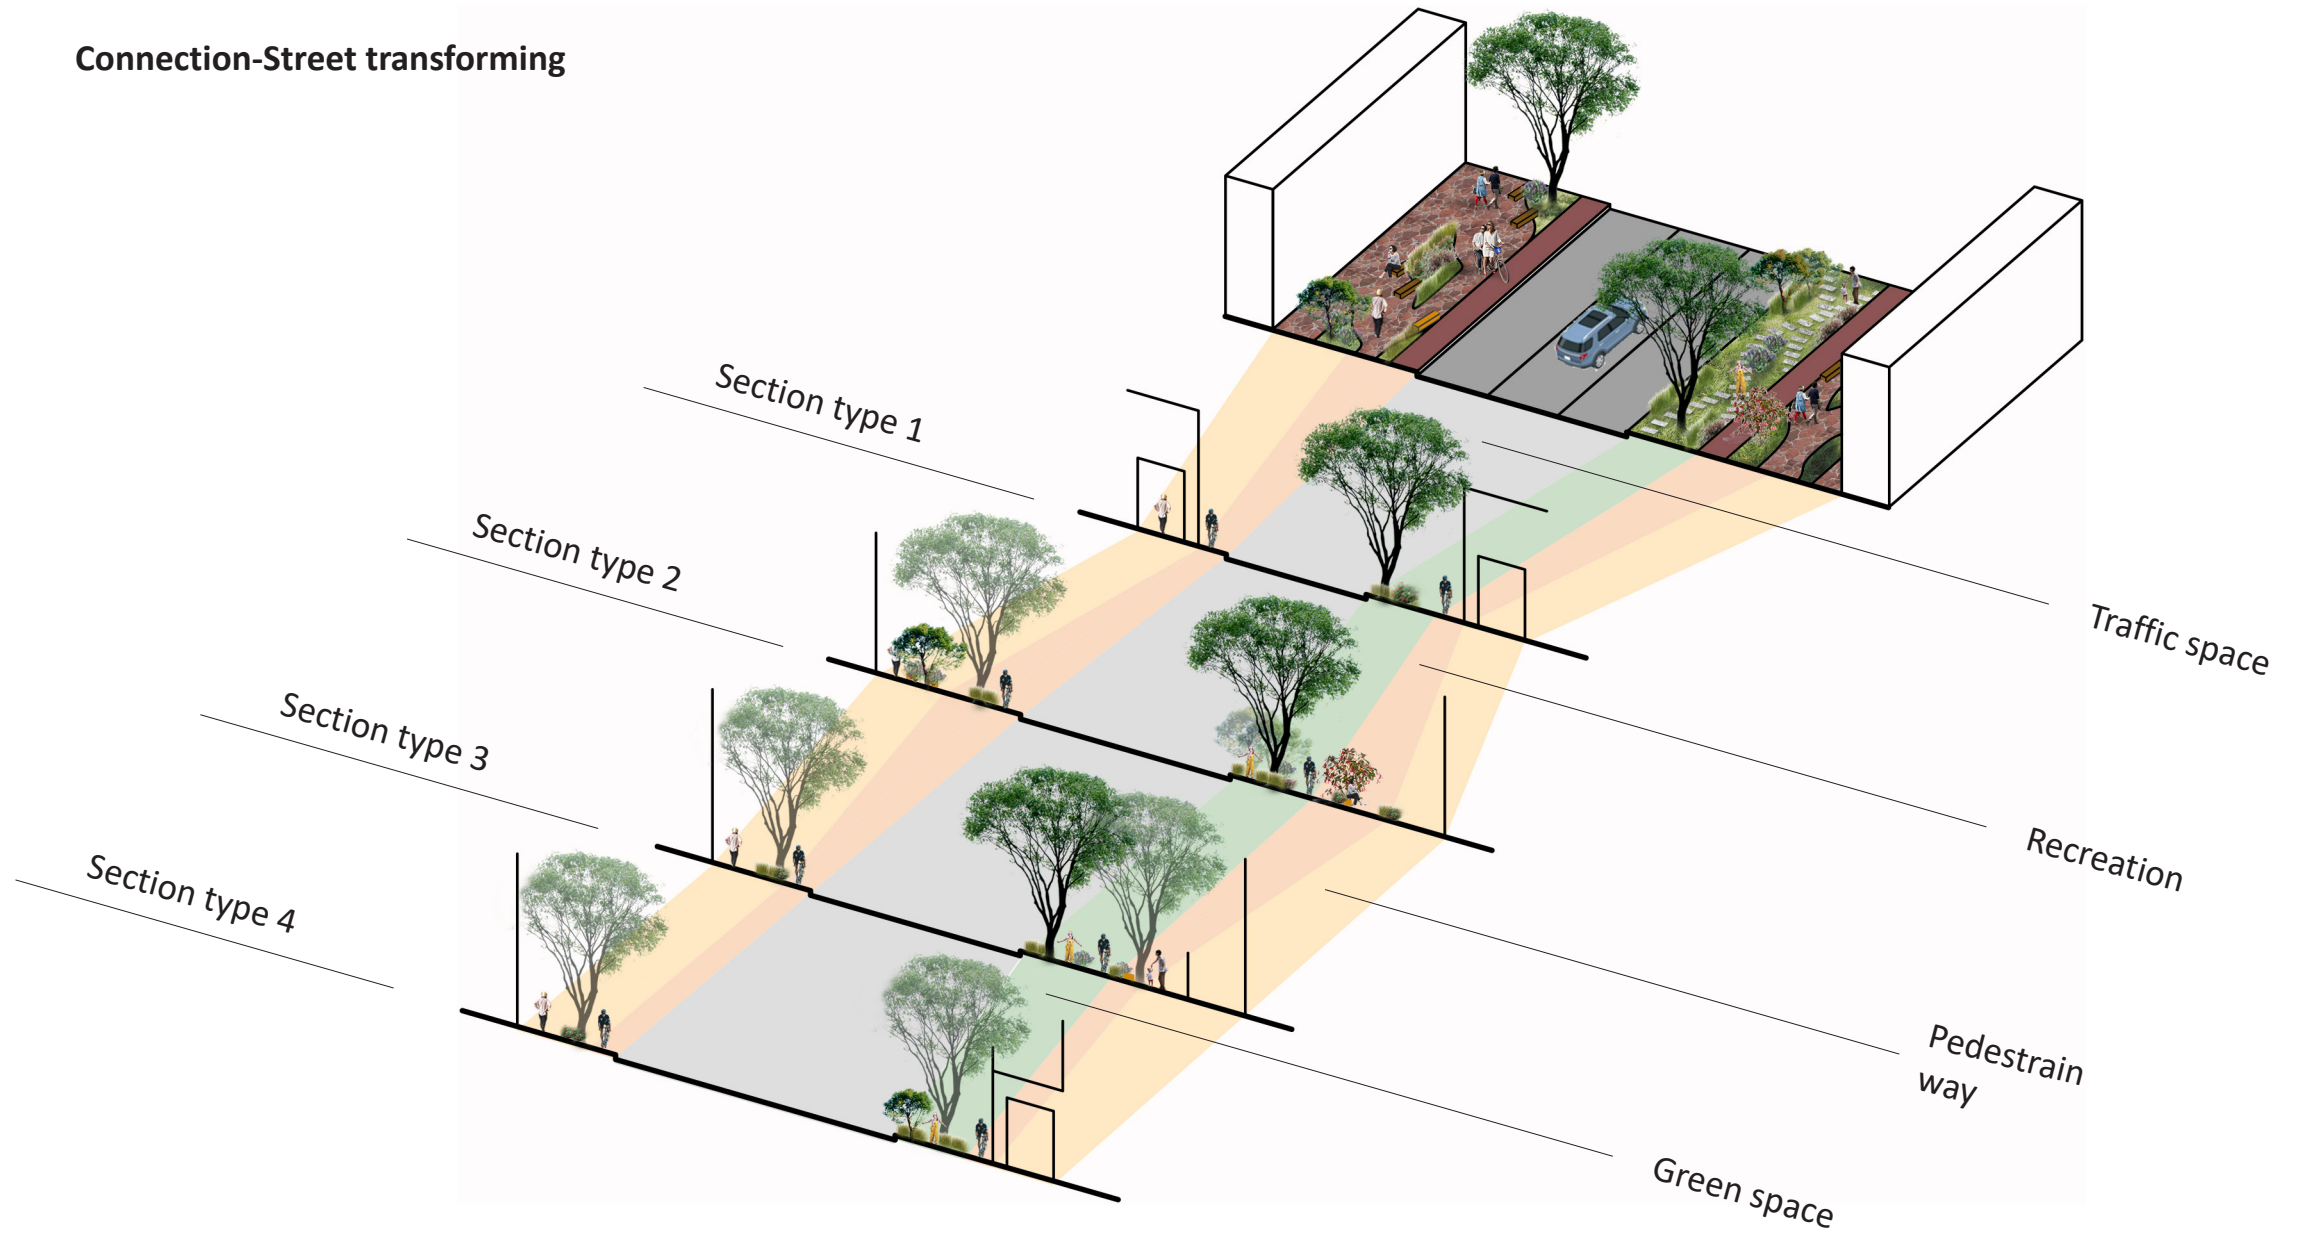 Connection-Street transforming
Section type 1
Section type 2
Section type 3
Section type 4
Traffic space
Recreation
Pedestrain
way
Green space